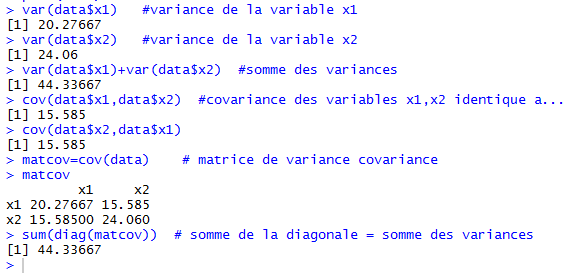 > var(data$x1)   #variance de la variable x1
[1] 20.27667
> var(data$x2)   #variance de la variable x2
[1] 24.06
> var(data$x1)+var(data$x2)  #somme des variances
[1] 44.33667
> cov(data$x1,data$x2)  #covariance des variables x1,x2 identique a...
[1] 15.585
> cov(data$x2,data$x1)
[1] 15.585
> matcov=cov(data)    # matrice de variance covariance
> matcov
         x1     x2
x1 20.27667 15.585
x2 15.58500 24.060
> sum(diag(matcov))  # somme de la diagonale = somme des variances
[1] 44.33667
>